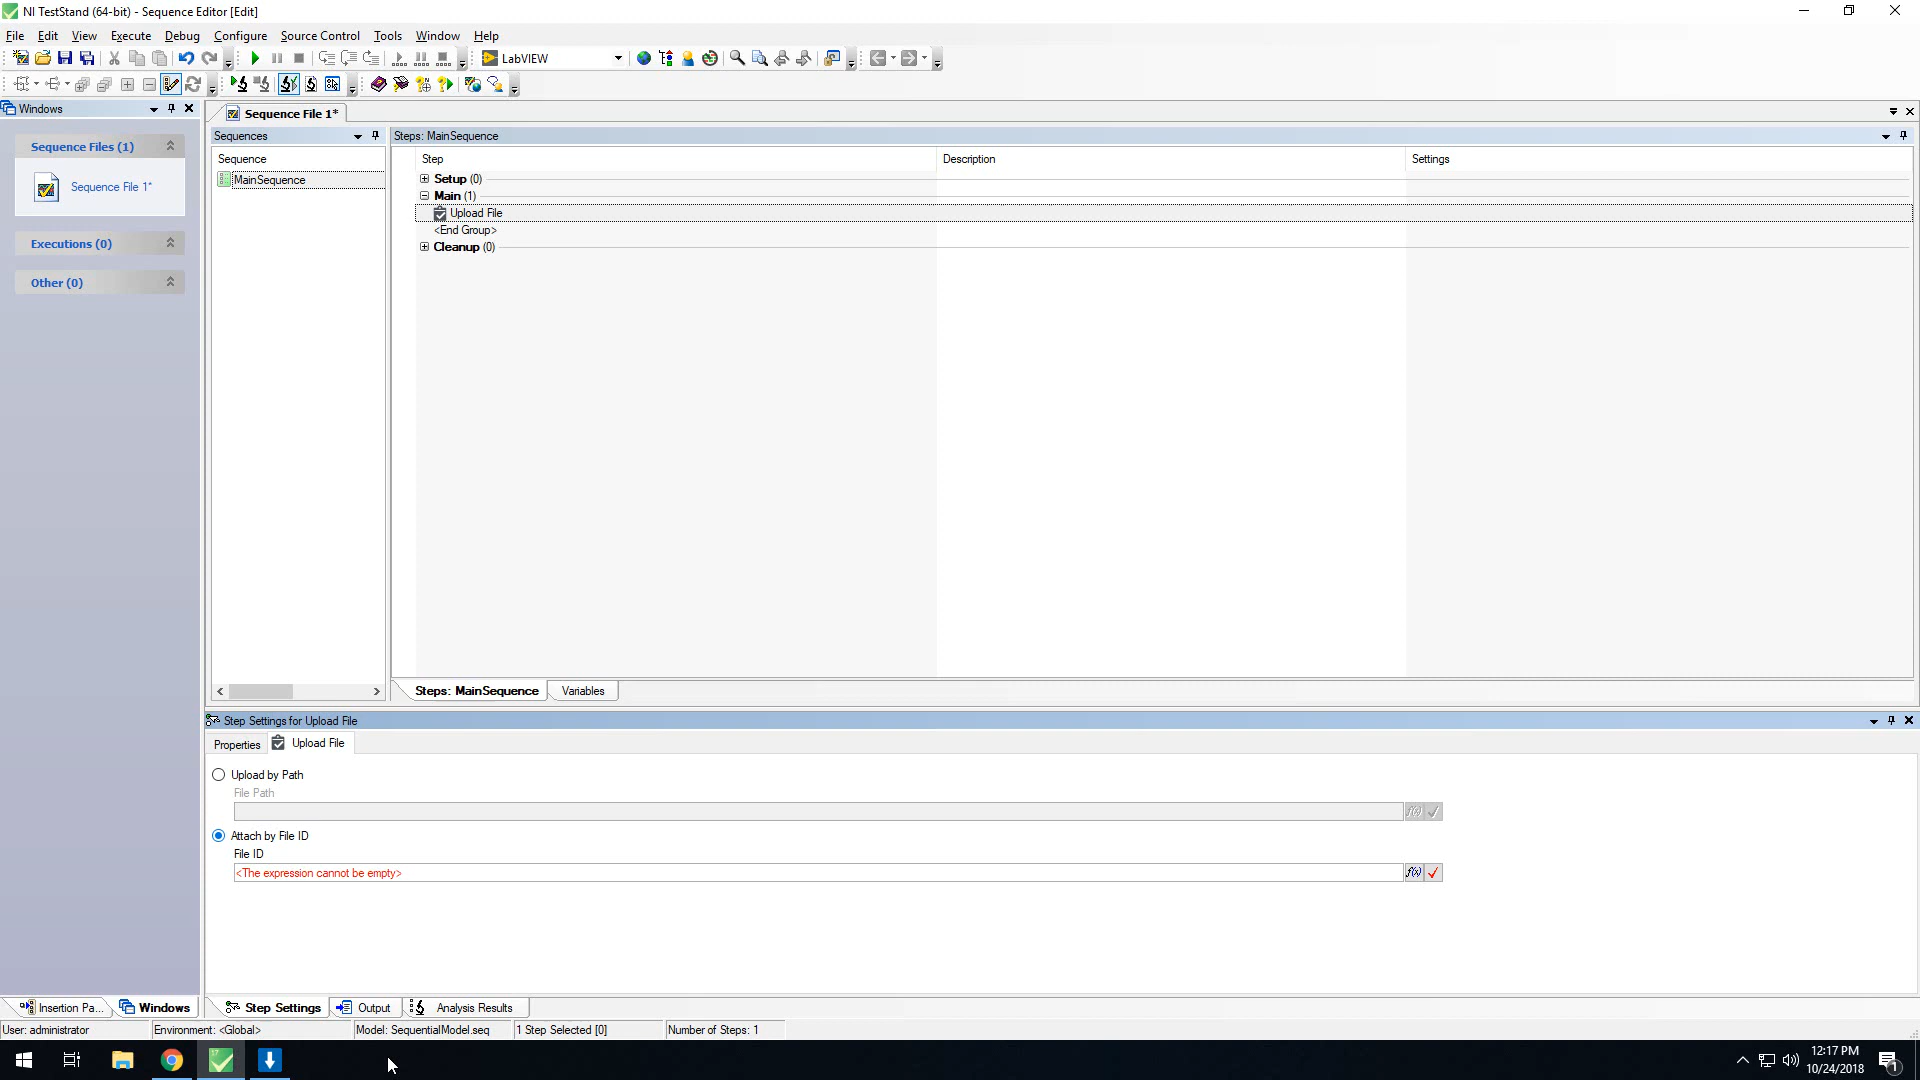 NI TestStand (64-bit) - Sequence Editor [Edit]
File Edit View Execute Debug Configure Source Control Tools Window Help
LabVIEW
Windows
Sequence File 1*
Sequence Files (1)
Sequence File 1*
Executions (0)
Other (0)
Sequences
Sequence
MainSequence
Steps: MainSequence
Step Description Settings
Setup (0)
Main (1)
Upload File
<End Group>
Cleanup (0)
Steps: MainSequence Variables
Step Settings for Upload File
Properties Upload File
Upload by Path
File Path
f(x)
Attach by File ID
File ID
<The expression cannot be empty> f(x)
Insertion Pa... Windows Step Settings Output Analysis Results
User: administrator Environment: <Global> Model: SequentialModel.seq 1 Step Selected [0] Number of Steps: 1
17
12:17 PM
10/24/2018
1